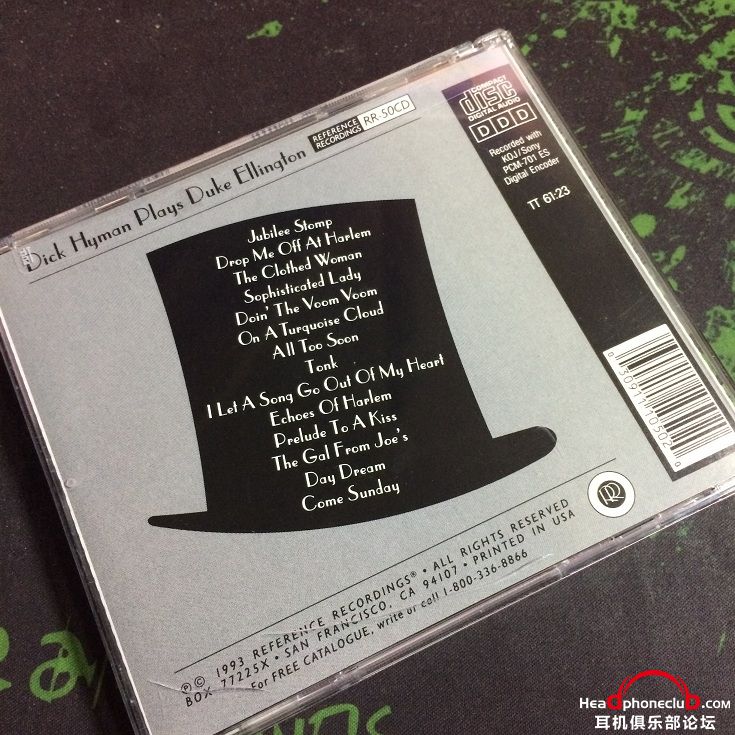 Dick Hyman Plays Duke Ellington
REFERENCE
RECORDINGS
RR-50CD
COMPACT
disc
DIGITAL AUDIO
DDD
Recorded with
KOJ/Sony
PCM-701 ES
Digital Encoder
TT 61:23
Jubilee Stomp
Drop Me Off At Harlem
The Clothed Woman
Sophisticated Lady
Doin' The Voom Voom
On A Turquoise Cloud
All Too Soon
Tonk
I Let A Song Go Out Of My Heart
Echoes Of Harlem
Prelude To A Kiss
The Gal From Joe's
Day Dream
Come Sunday
0 30911 10502 0
RR
℗ © 1993 REFERENCE RECORDINGS® • ALL RIGHTS RESERVED
BOX 77225X • SAN FRANCISCO, CA 94107 • PRINTED IN USA
For FREE CATALOGUE, write or call 1-800-336-8866
Headphoneclub.com
耳机俱乐部论坛